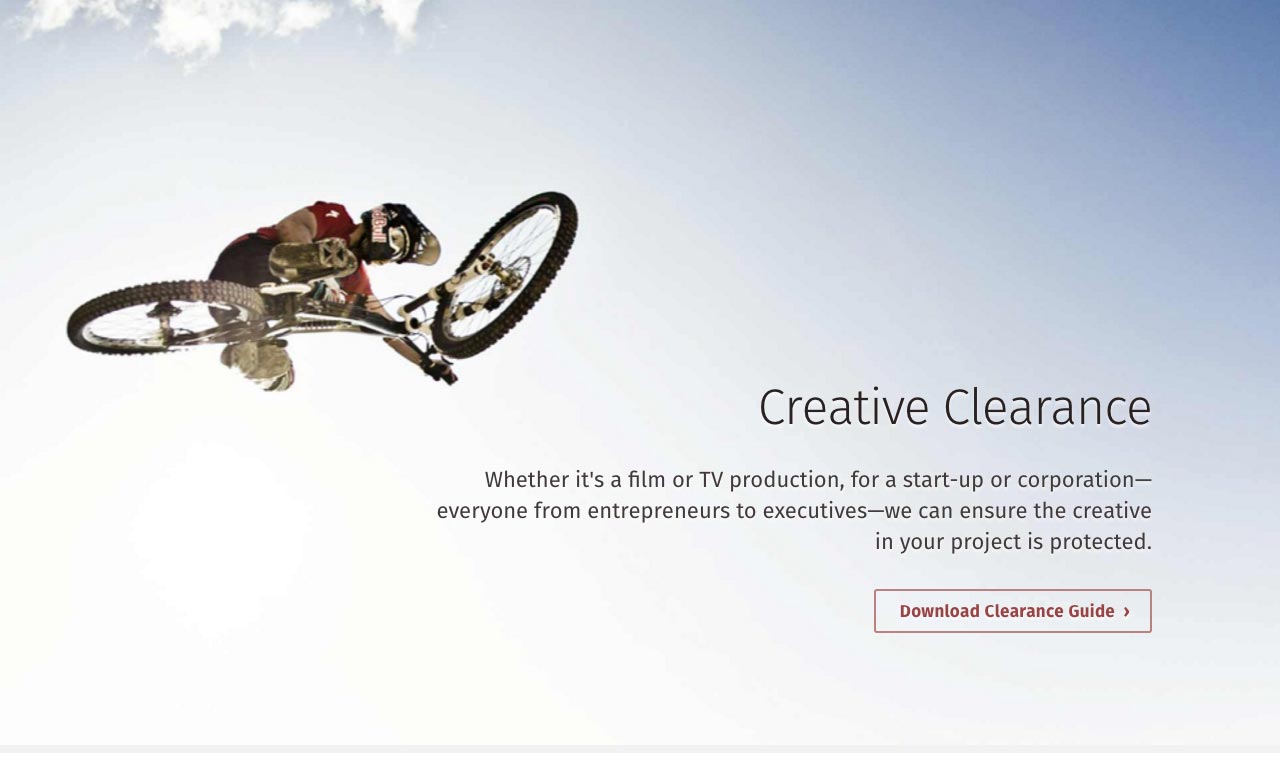 Creative Clearance
Whether it's a film or TV production, for a start-up or corporation—
everyone from entrepreneurs to executives—we can ensure the creative
in your project is protected.
Download Clearance Guide ›